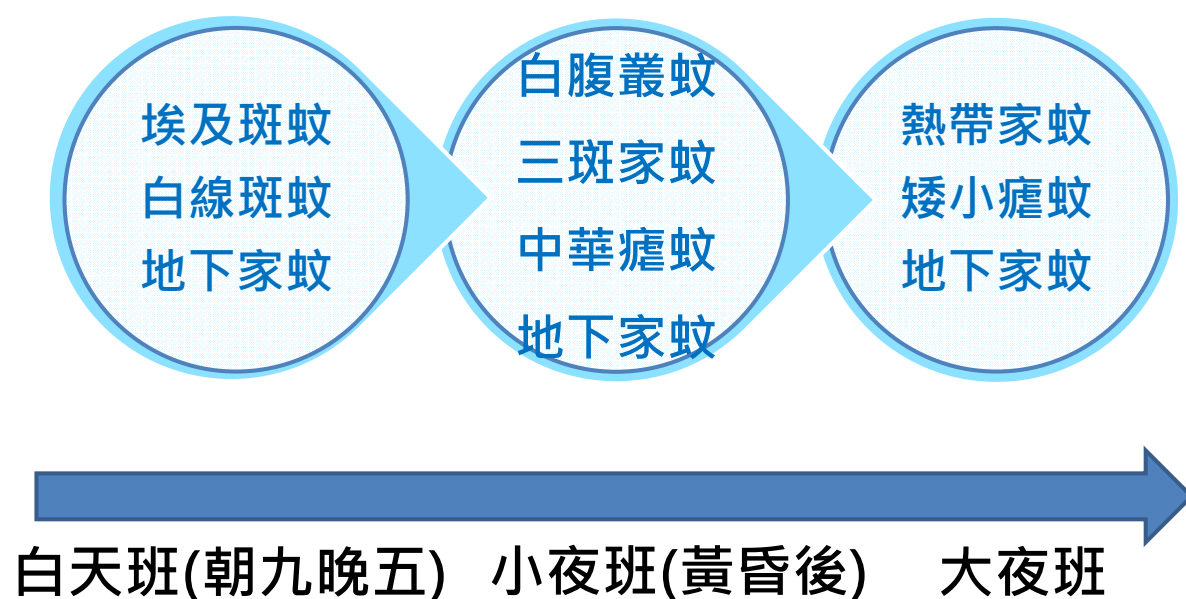 埃及斑蚊
白線斑蚊
地下家蚊
白腹叢蚊
三斑家蚊
中華瘧蚊
地下家蚊
熱帶家蚊
矮小瘧蚊
地下家蚊
白天班(朝九晚五)
小夜班(黃昏後)
大夜班